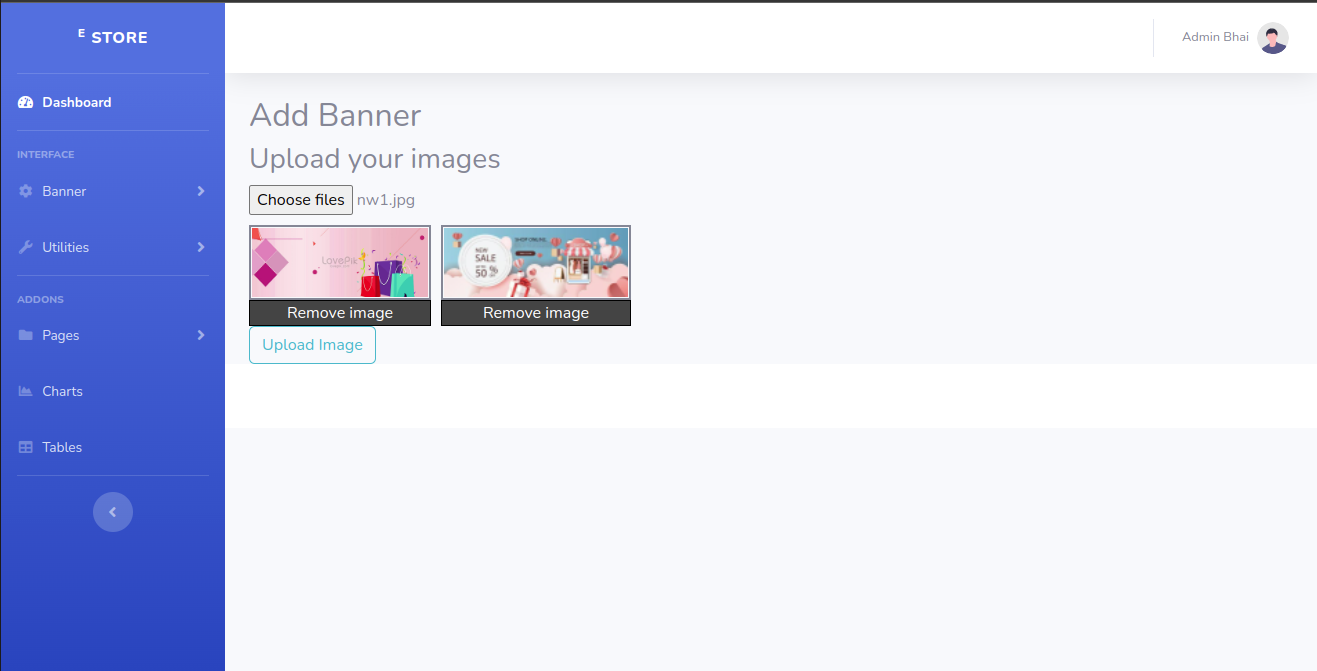 E STORE
Admin Bhai
Dashboard
INTERFACE
Banner
Utilities
ADDONS
Pages
Charts
Tables
Add Banner
Upload your images
Choose files nw1.jpg
LovePik
SHOP ONLINE
NEW
SALE
50 %
Remove image Remove image
Upload Image